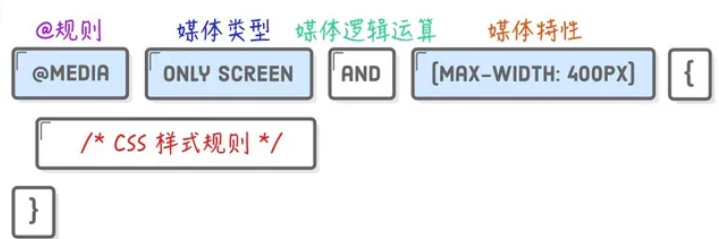 @规则 媒体类型 媒体逻辑运算 媒体特性
@MEDIA ONLY SCREEN AND (MAX-WIDTH: 400PX) {
/* CSS 样式规则 */
}